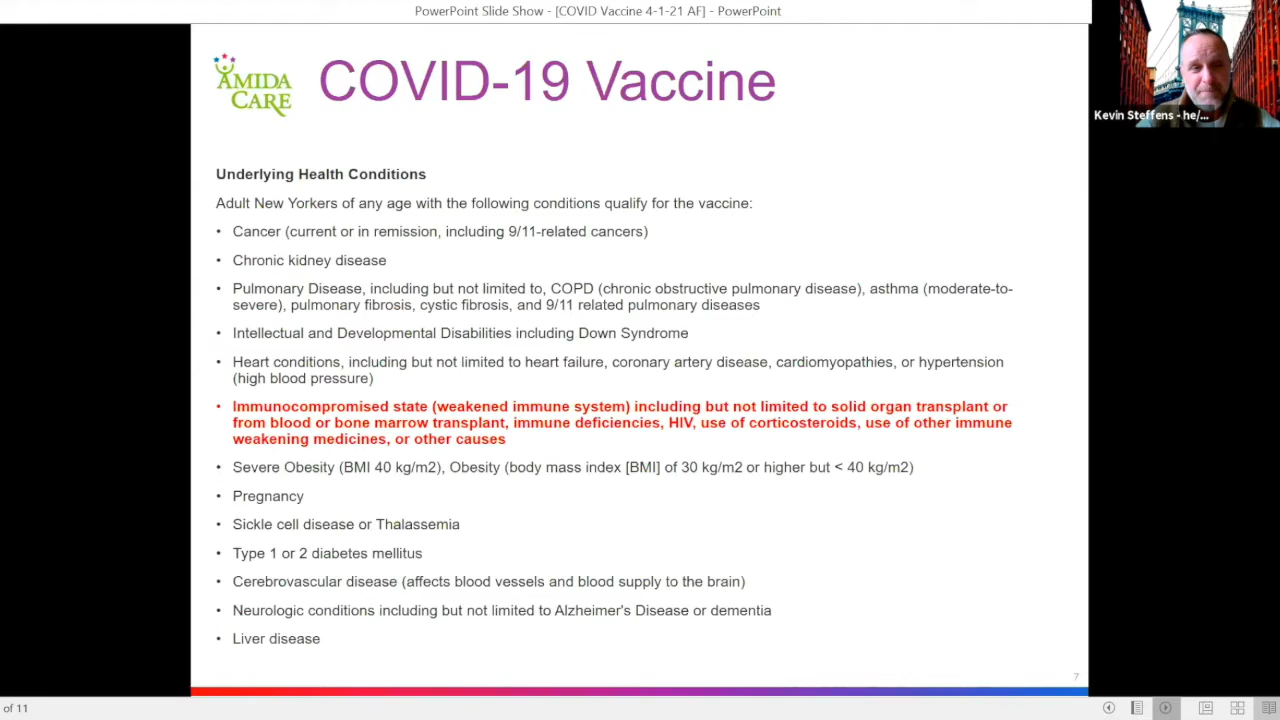 PowerPoint Slide Show - [COVID Vaccine 4-1-21 AF] - PowerPoint
AMIDA
CARE
COVID-19 Vaccine
Kevin Steffens - he/...
Underlying Health Conditions
Adult New Yorkers of any age with the following conditions qualify for the vaccine:
• Cancer (current or in remission, including 9/11-related cancers)
• Chronic kidney disease
• Pulmonary Disease, including but not limited to, COPD (chronic obstructive pulmonary disease), asthma (moderate-to-
severe), pulmonary fibrosis, cystic fibrosis, and 9/11 related pulmonary diseases
• Intellectual and Developmental Disabilities including Down Syndrome
• Heart conditions, including but not limited to heart failure, coronary artery disease, cardiomyopathies, or hypertension
(high blood pressure)
• Immunocompromised state (weakened immune system) including but not limited to solid organ transplant or
from blood or bone marrow transplant, immune deficiencies, HIV, use of corticosteroids, use of other immune
weakening medicines, or other causes
• Severe Obesity (BMI 40 kg/m2), Obesity (body mass index [BMI] of 30 kg/m2 or higher but < 40 kg/m2)
• Pregnancy
• Sickle cell disease or Thalassemia
• Type 1 or 2 diabetes mellitus
• Cerebrovascular disease (affects blood vessels and blood supply to the brain)
• Neurologic conditions including but not limited to Alzheimer's Disease or dementia
• Liver disease
7
of 11